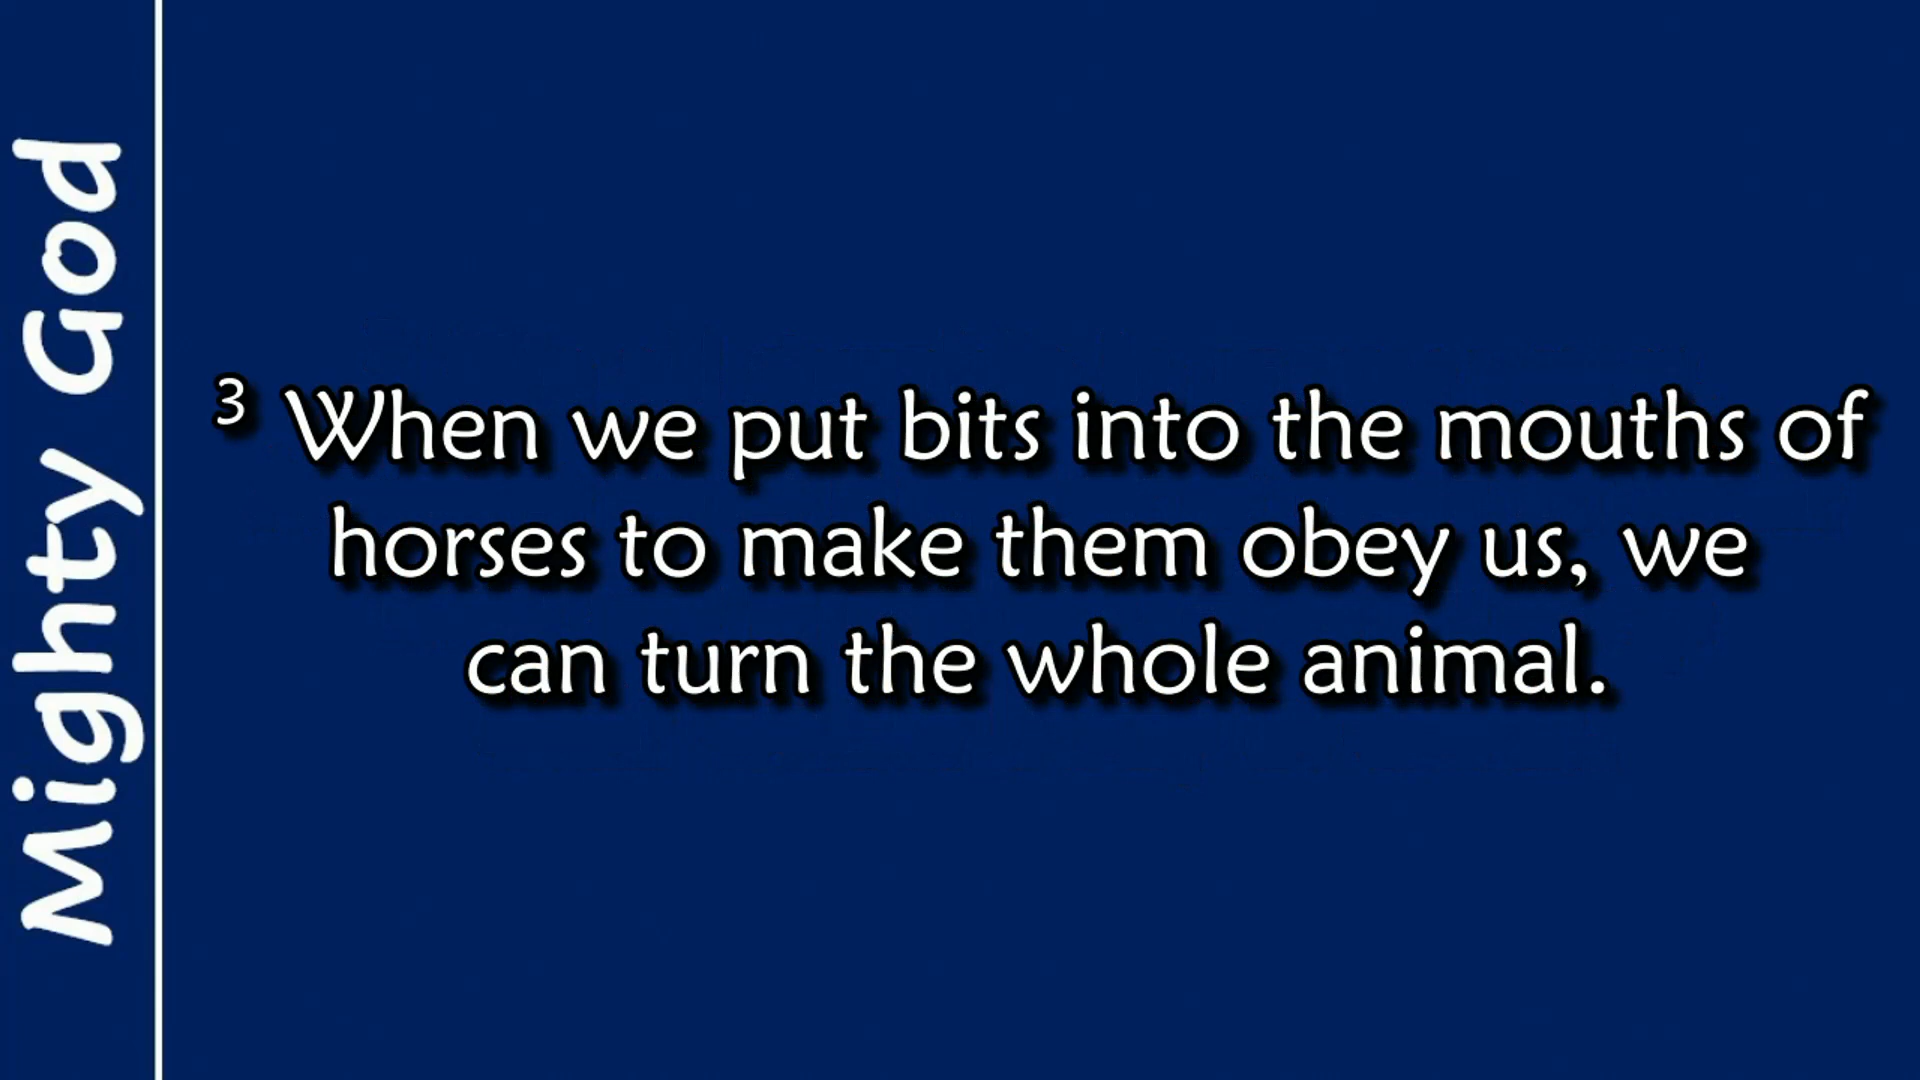 Mighty God
3 When we put bits into the mouths of
horses to make them obey us, we
can turn the whole animal.